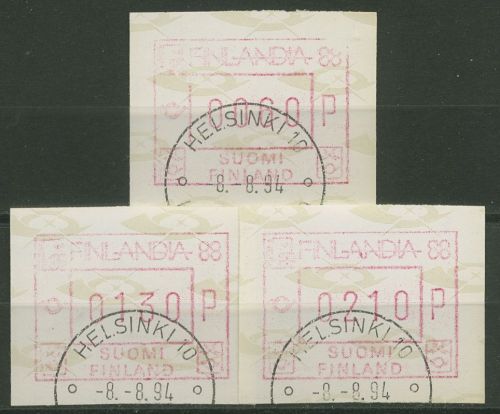 FINLANDIA 88
0060 P
HELSINKI 10
SUOMI
FINLAND
-8.-8.94
FINLANDIA 88
0130 P
HELSINKI 10
SUOMI
FINLAND
-8.-8.94
FINLANDIA 88
0210 P
HELSINKI 10
SUOMI
FINLAND
-8.-8.94